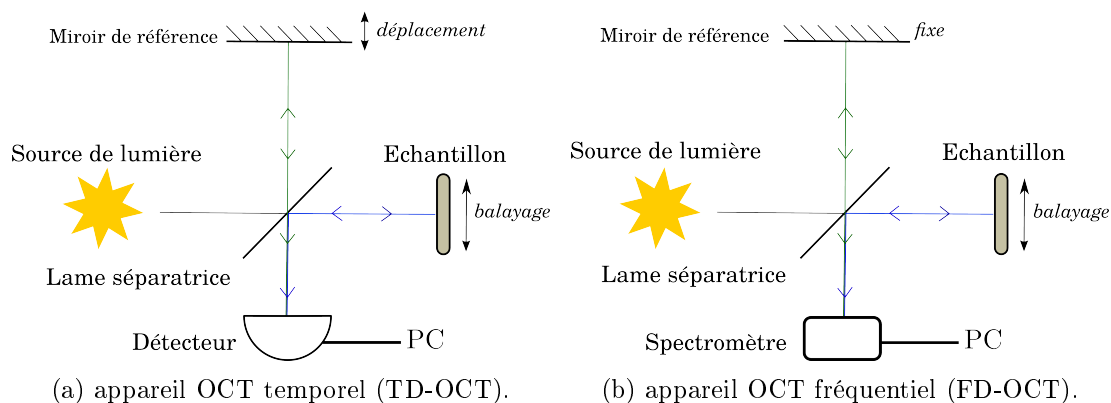 Miroir de référence
déplacement
Source de lumière
Echantillon
balayage
Lame séparatrice
Détecteur
PC
(a) appareil OCT temporel (TD-OCT).
Miroir de référence
fixe
Source de lumière
Echantillon
balayage
Lame séparatrice
Spectromètre
PC
(b) appareil OCT fréquentiel (FD-OCT).